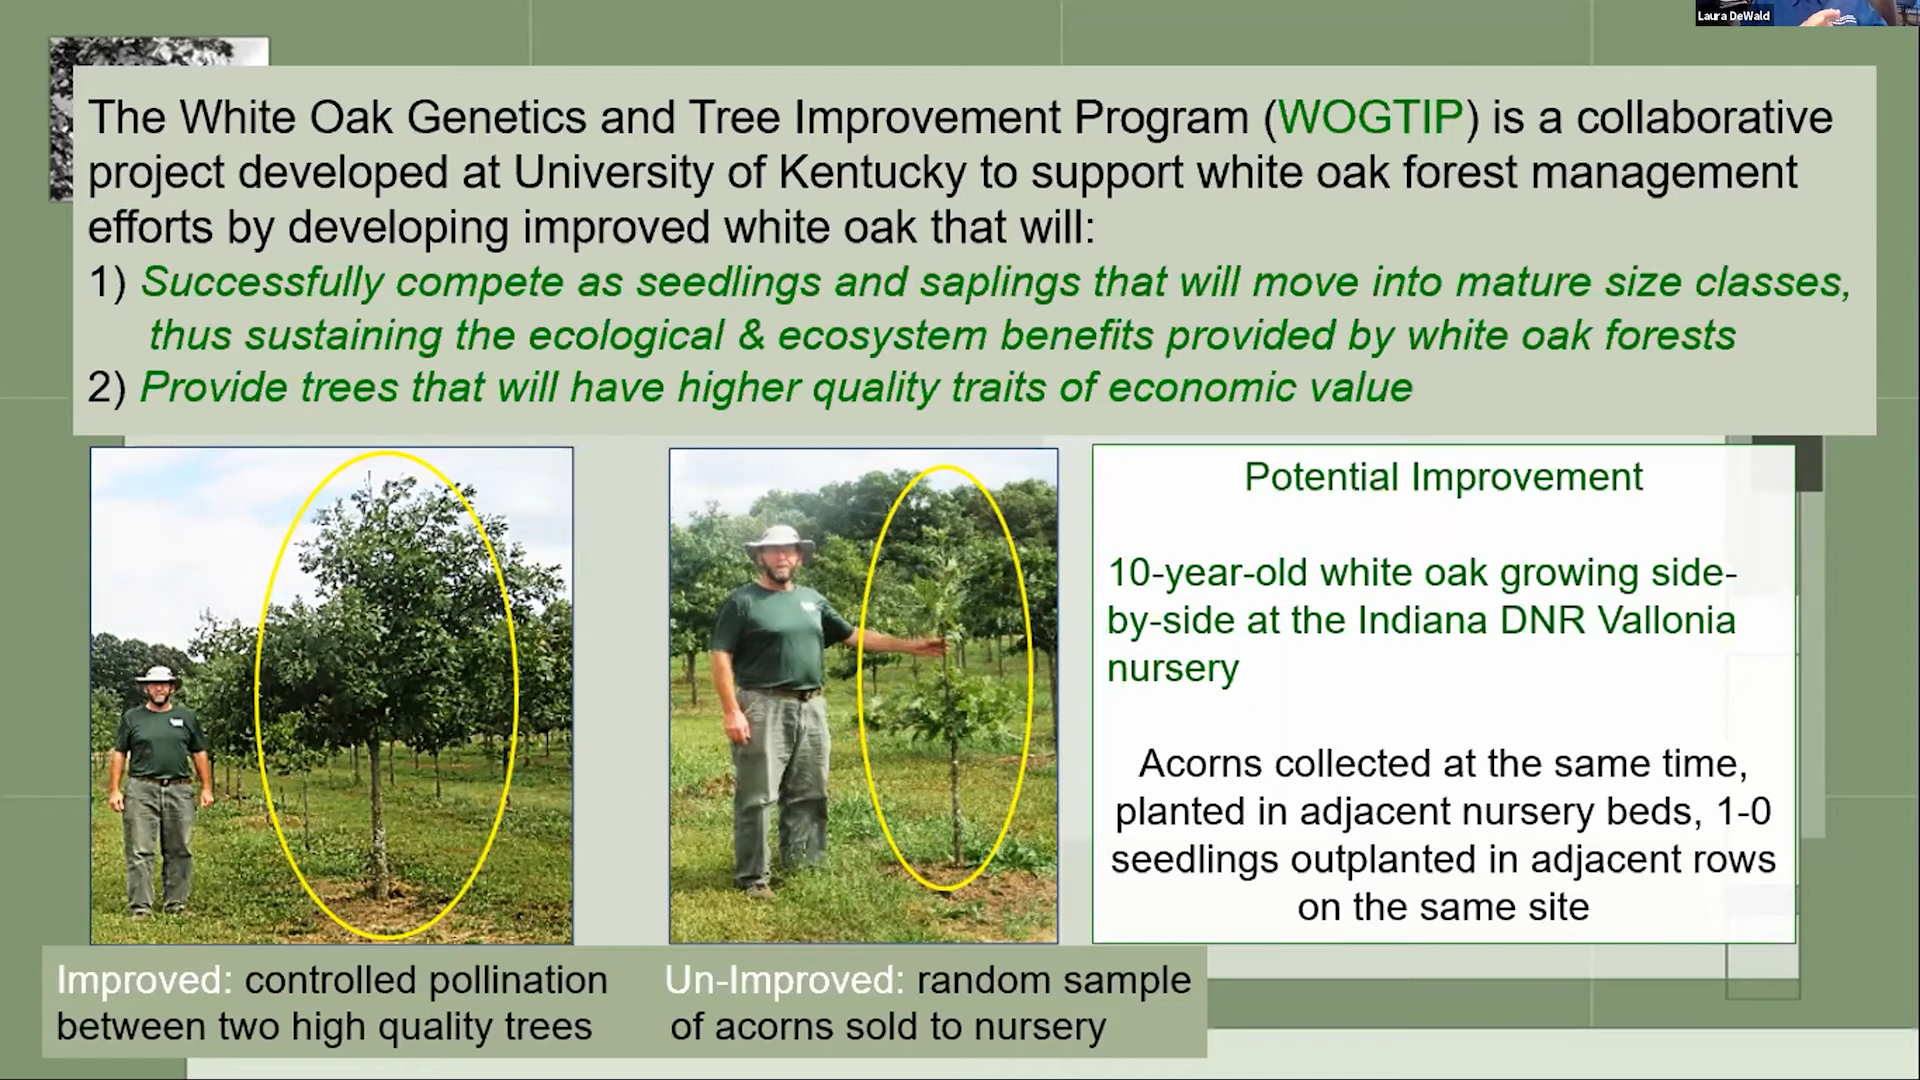 Laura DeWald
The White Oak Genetics and Tree Improvement Program (WOGTIP) is a collaborative
project developed at University of Kentucky to support white oak forest management
efforts by developing improved white oak that will:
1) Successfully compete as seedlings and saplings that will move into mature size classes,
thus sustaining the ecological & ecosystem benefits provided by white oak forests
2) Provide trees that will have higher quality traits of economic value
Potential Improvement
10-year-old white oak growing side-
by-side at the Indiana DNR Vallonia
nursery
Acorns collected at the same time,
planted in adjacent nursery beds, 1-0
seedlings outplanted in adjacent rows
on the same site
Improved: controlled pollination
between two high quality trees
Un-Improved: random sample
of acorns sold to nursery